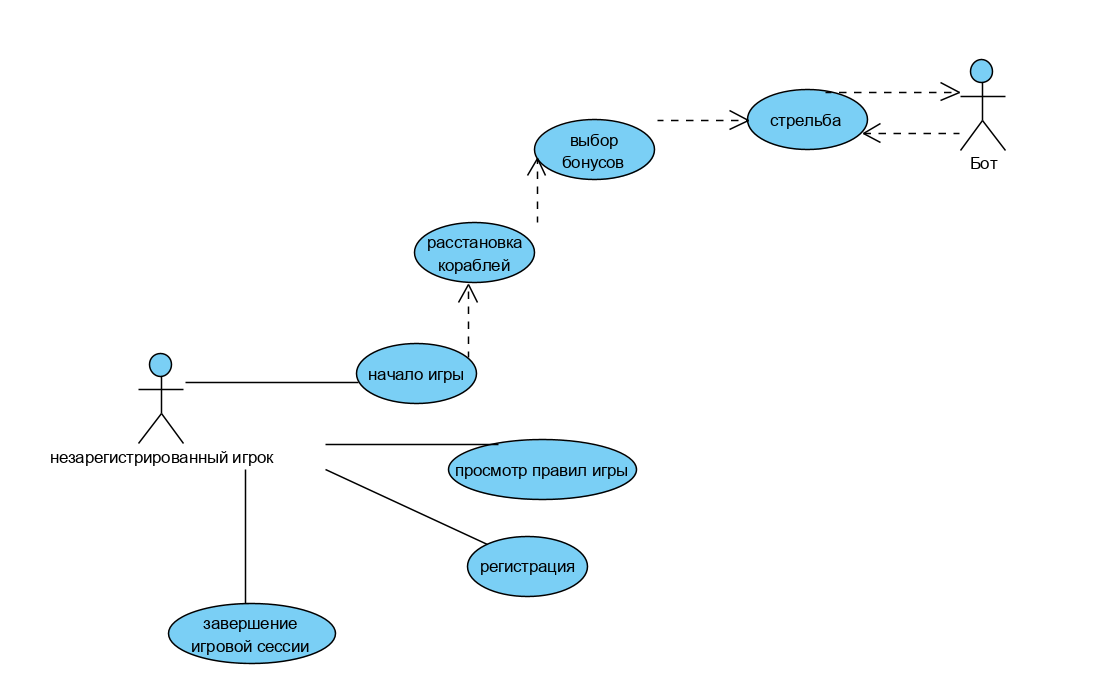 стрельба
Бот
выбор
бонусов
расстановка
кораблей
начало игры
незарегистрированный игрок
просмотр правил игры
регистрация
завершение
игровой сессии